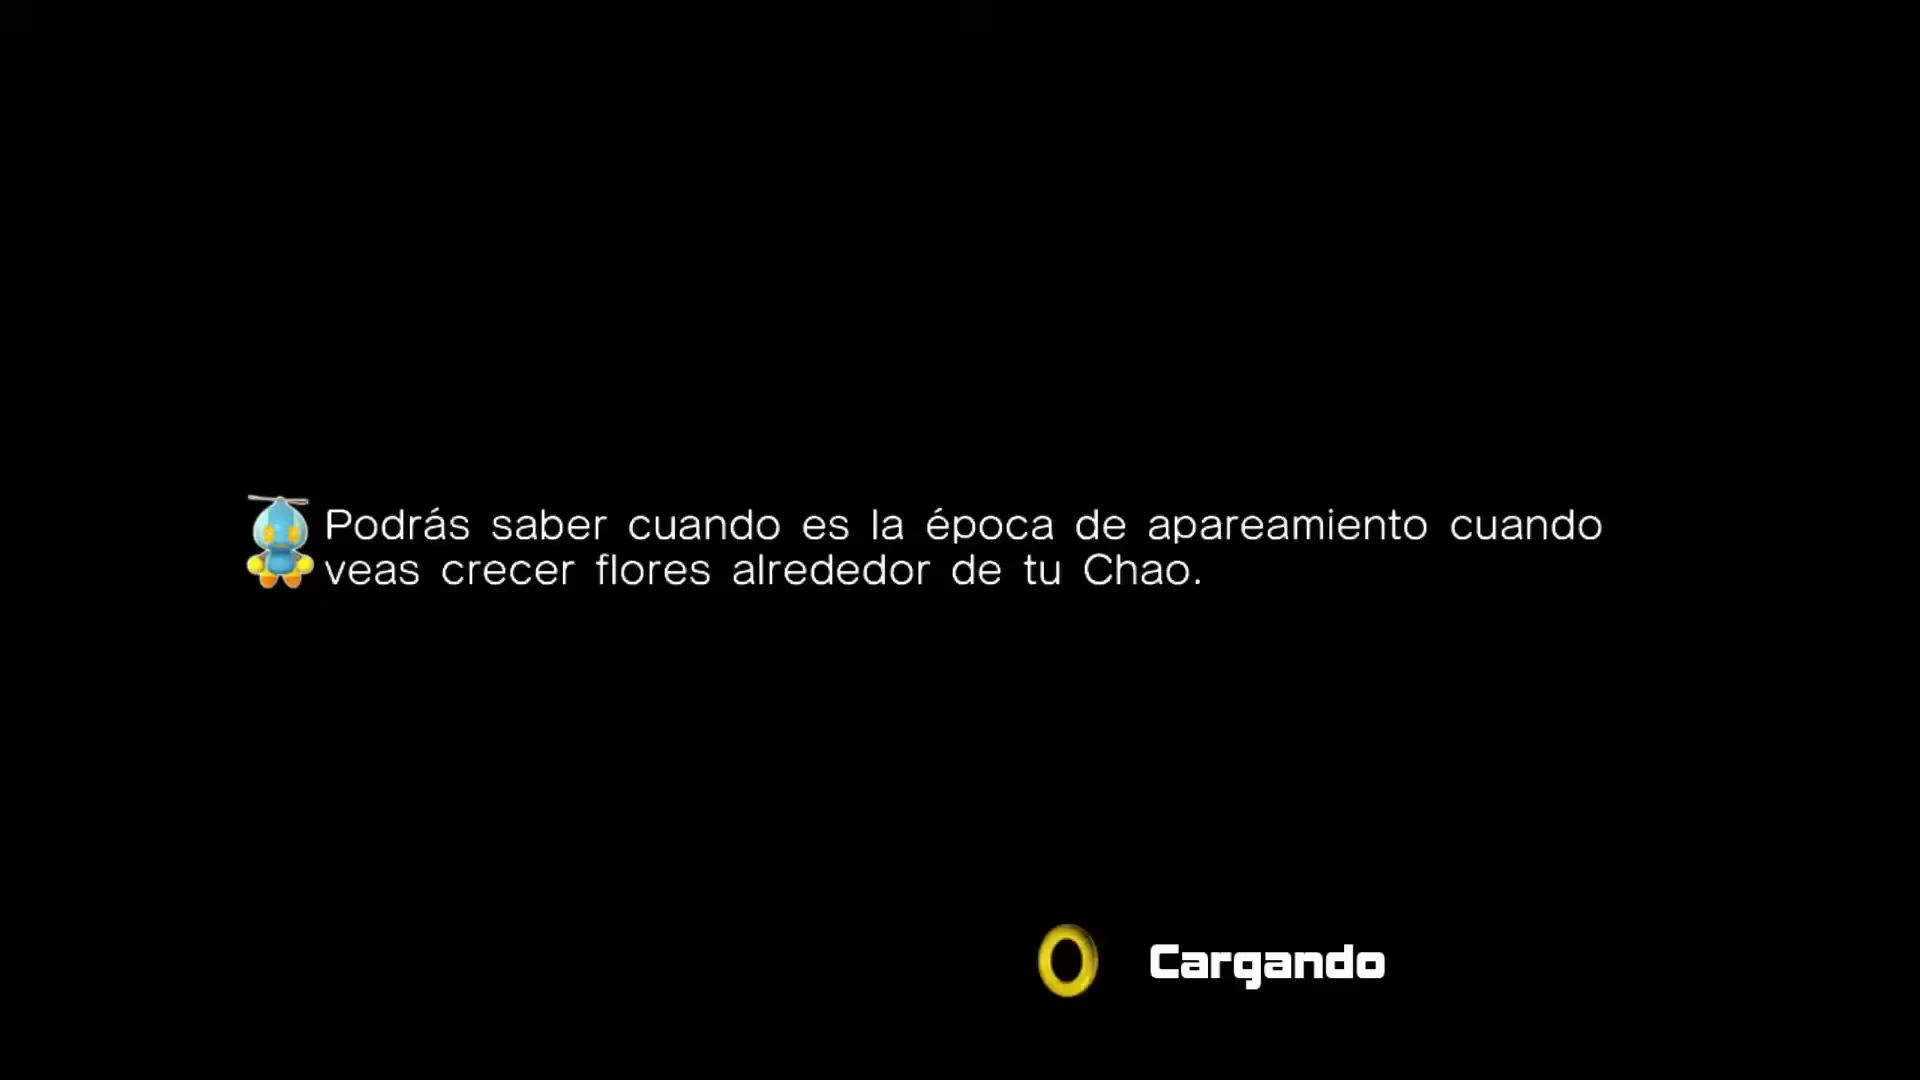 Podrás saber cuando es la época de apareamiento cuando
veas crecer flores alrededor de tu Chao.
Cargando